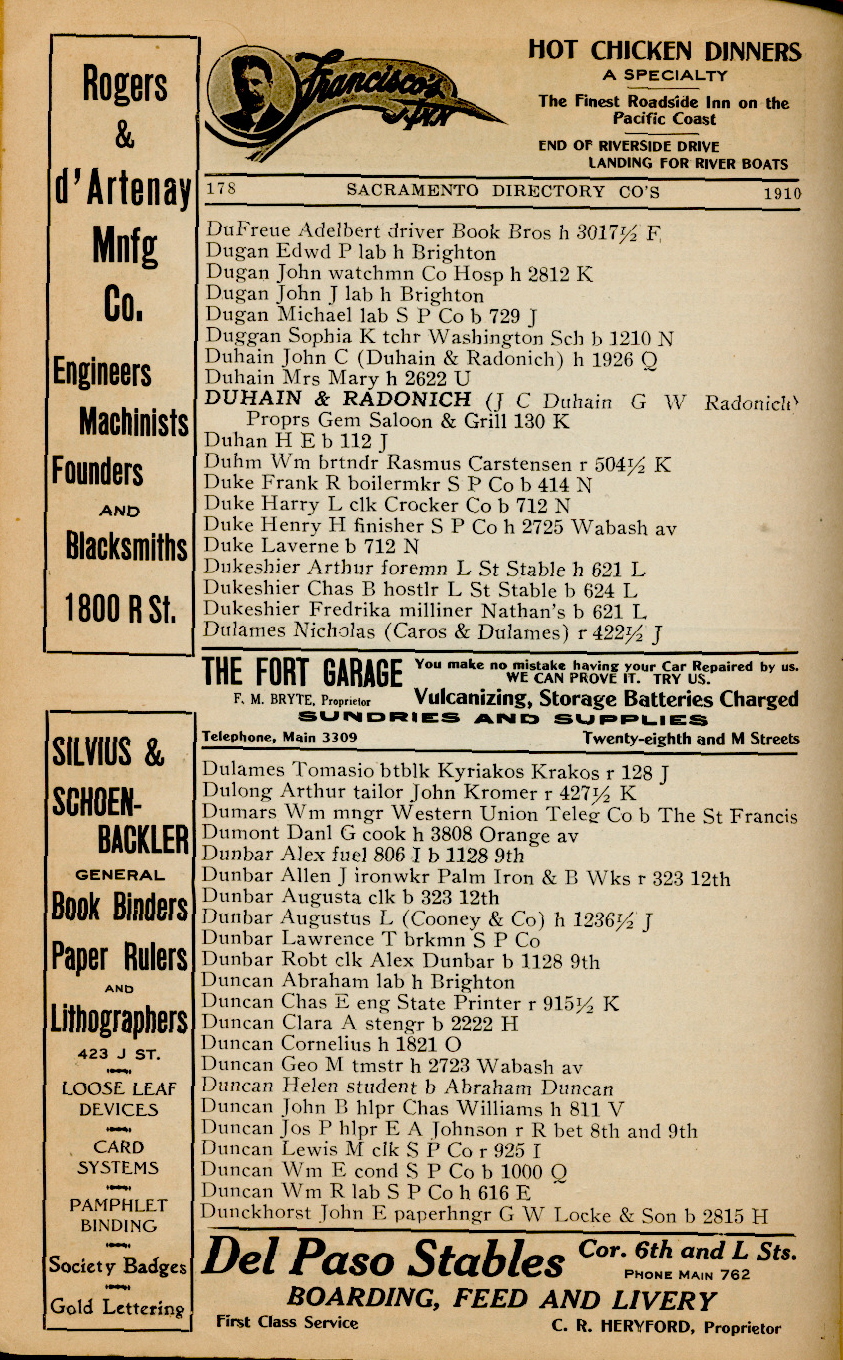 Rogers
&
d'Artenay
Mnfg
Co.
Engineers
Machinists
Founders
AND
Blacksmiths
1800 R St.
Francisco's
Inn
HOT CHICKEN DINNERS
A SPECIALTY
The Finest Roadside Inn on the
Pacific Coast
END OF RIVERSIDE DRIVE
LANDING FOR RIVER BOATS
178 SACRAMENTO DIRECTORY CO'S 1910
DuFreue Adelbert driver Book Bros h 3017½ F
Dugan Edwd P lab h Brighton
Dugan John watchmn Co Hosp h 2812 K
Dugan John J lab h Brighton
Dugan Michael lab S P Co b 729 J
Duggan Sophia K tchr Washington Sch b 1210 N
Duhain John C (Duhain & Radonich) h 1926 Q
Duhain Mrs Mary h 2622 U
DUHAIN & RADONICH (J C Duhain G W Radonich)
Proprs Gem Saloon & Grill 130 K
Duhan H E b 112 J
Duhm Wm brtndr Rasmus Carstensen r 504½ K
Duke Frank R boilermkr S P Co b 414 N
Duke Harry L clk Crocker Co b 712 N
Duke Henry H finisher S P Co h 2725 Wabash av
Duke Laverne b 712 N
Dukeshier Arthur foremn L St Stable h 621 L
Dukeshier Chas B hostlr L St Stable b 624 L
Dukeshier Fredrika milliner Nathan's b 621 L
Dulames Nicholas (Caros & Dulames) r 422½ J
THE FORT GARAGE
You make no mistake having your Car Repaired by us.
WE CAN PROVE IT. TRY US.
F. M. BRYTE, Proprietor Vulcanizing, Storage Batteries Charged
SUNDRIES AND SUPPLIES
Telephone, Main 3309 Twenty-eighth and M Streets
SILVIUS &
SCHOEN-
BACKLER
GENERAL
Book Binders
Paper Rulers
AND
Lithographers
423 J ST.
LOOSE LEAF
DEVICES
CARD
SYSTEMS
PAMPHLET
BINDING
Society Badges
Gold Lettering
Dulames Tomasio btblk Kyriakos Krakos r 128 J
Dulong Arthur tailor John Kromer r 427½ K
Dumars Wm mngr Western Union Teleg Co b The St Francis
Dumont Danl G cook h 3808 Orange av
Dunbar Alex fuel 806 I b 1128 9th
Dunbar Allen J ironwkr Palm Iron & B Wks r 323 12th
Dunbar Augusta clk b 323 12th
Dunbar Augustus L (Cooney & Co) h 1236½ J
Dunbar Lawrence T brkmn S P Co
Dunbar Robt clk Alex Dunbar b 1128 9th
Duncan Abraham lab h Brighton
Duncan Chas E eng State Printer r 915½ K
Duncan Clara A stengr b 2222 H
Duncan Cornelius h 1821 O
Duncan Geo M tmstr h 2723 Wabash av
Duncan Helen student b Abraham Duncan
Duncan John B hlpr Chas Williams h 811 V
Duncan Jos P hlpr E A Johnson r R bet 8th and 9th
Duncan Lewis M clk S P Co r 925 I
Duncan Wm E cond S P Co b 1000 Q
Duncan Wm R lab S P Co h 616 E
Dunckhorst John E paperhngr G W Locke & Son b 2815 H
Del Paso Stables Cor. 6th and L Sts.
PHONE MAIN 762
BOARDING, FEED AND LIVERY
First Class Service C. R. HERYFORD, Proprietor